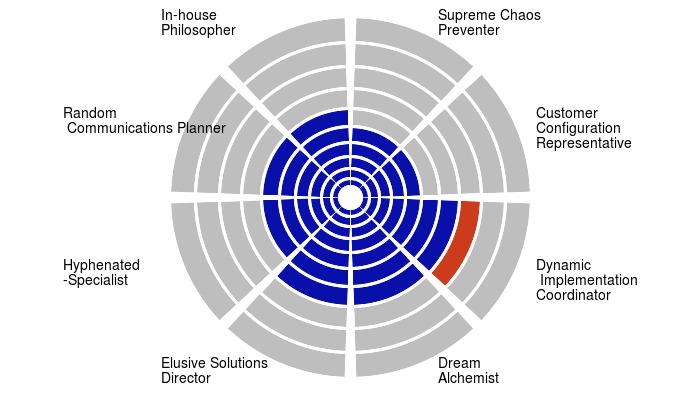 In-house
Philosopher
Supreme Chaos
Preventer
Random
Communications Planner
Customer
Configuration
Representative
Hyphenated
-Specialist
Dynamic
Implementation
Coordinator
Elusive Solutions
Director
Dream
Alchemist